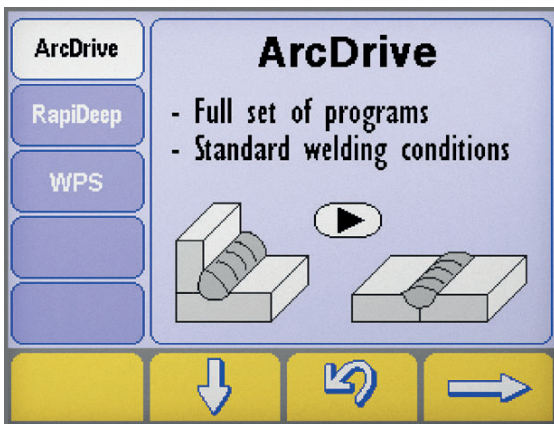 ArcDrive
RapiDeep
WPS
ArcDrive
- Full set of programs
- Standard welding conditions